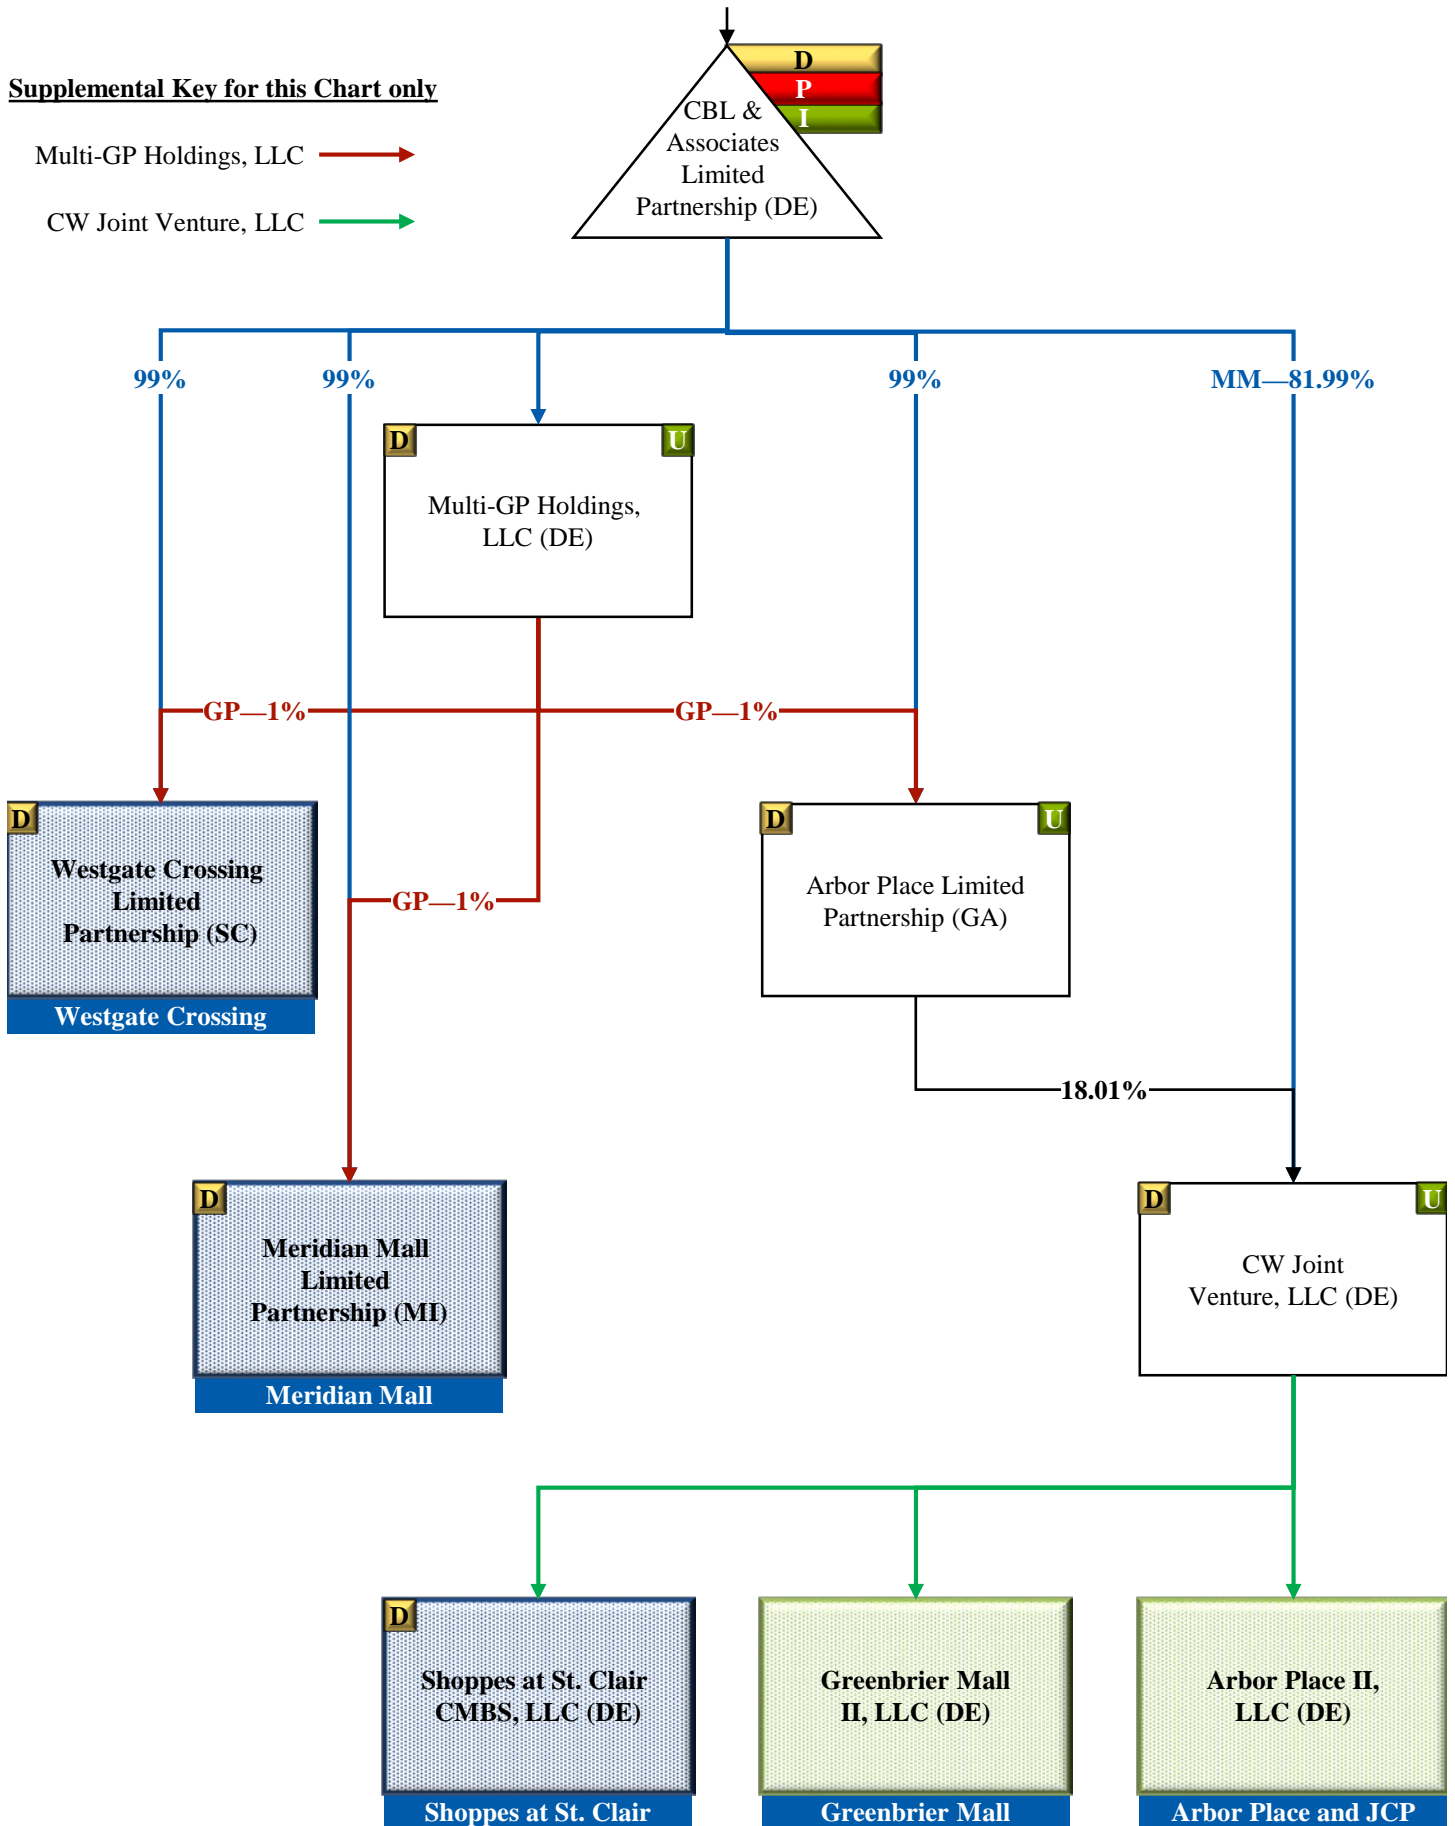 Supplemental Key for this Chart only
Multi-GP Holdings, LLC
CW Joint Venture, LLC
D
P
I
CBL &
Associates
Limited
Partnership (DE)
99%
99%
99%
MM—81.99%
D
U
Multi-GP Holdings,
LLC (DE)
GP—1%
GP—1%
D
Westgate Crossing
Limited
Partnership (SC)
Westgate Crossing
GP—1%
D
U
Arbor Place Limited
Partnership (GA)
18.01%
D
Meridian Mall
Limited
Partnership (MI)
Meridian Mall
D
U
CW Joint
Venture, LLC (DE)
D
Shoppes at St. Clair
CMBS, LLC (DE)
Shoppes at St. Clair
Greenbrier Mall
II, LLC (DE)
Greenbrier Mall
Arbor Place II,
LLC (DE)
Arbor Place and JCP